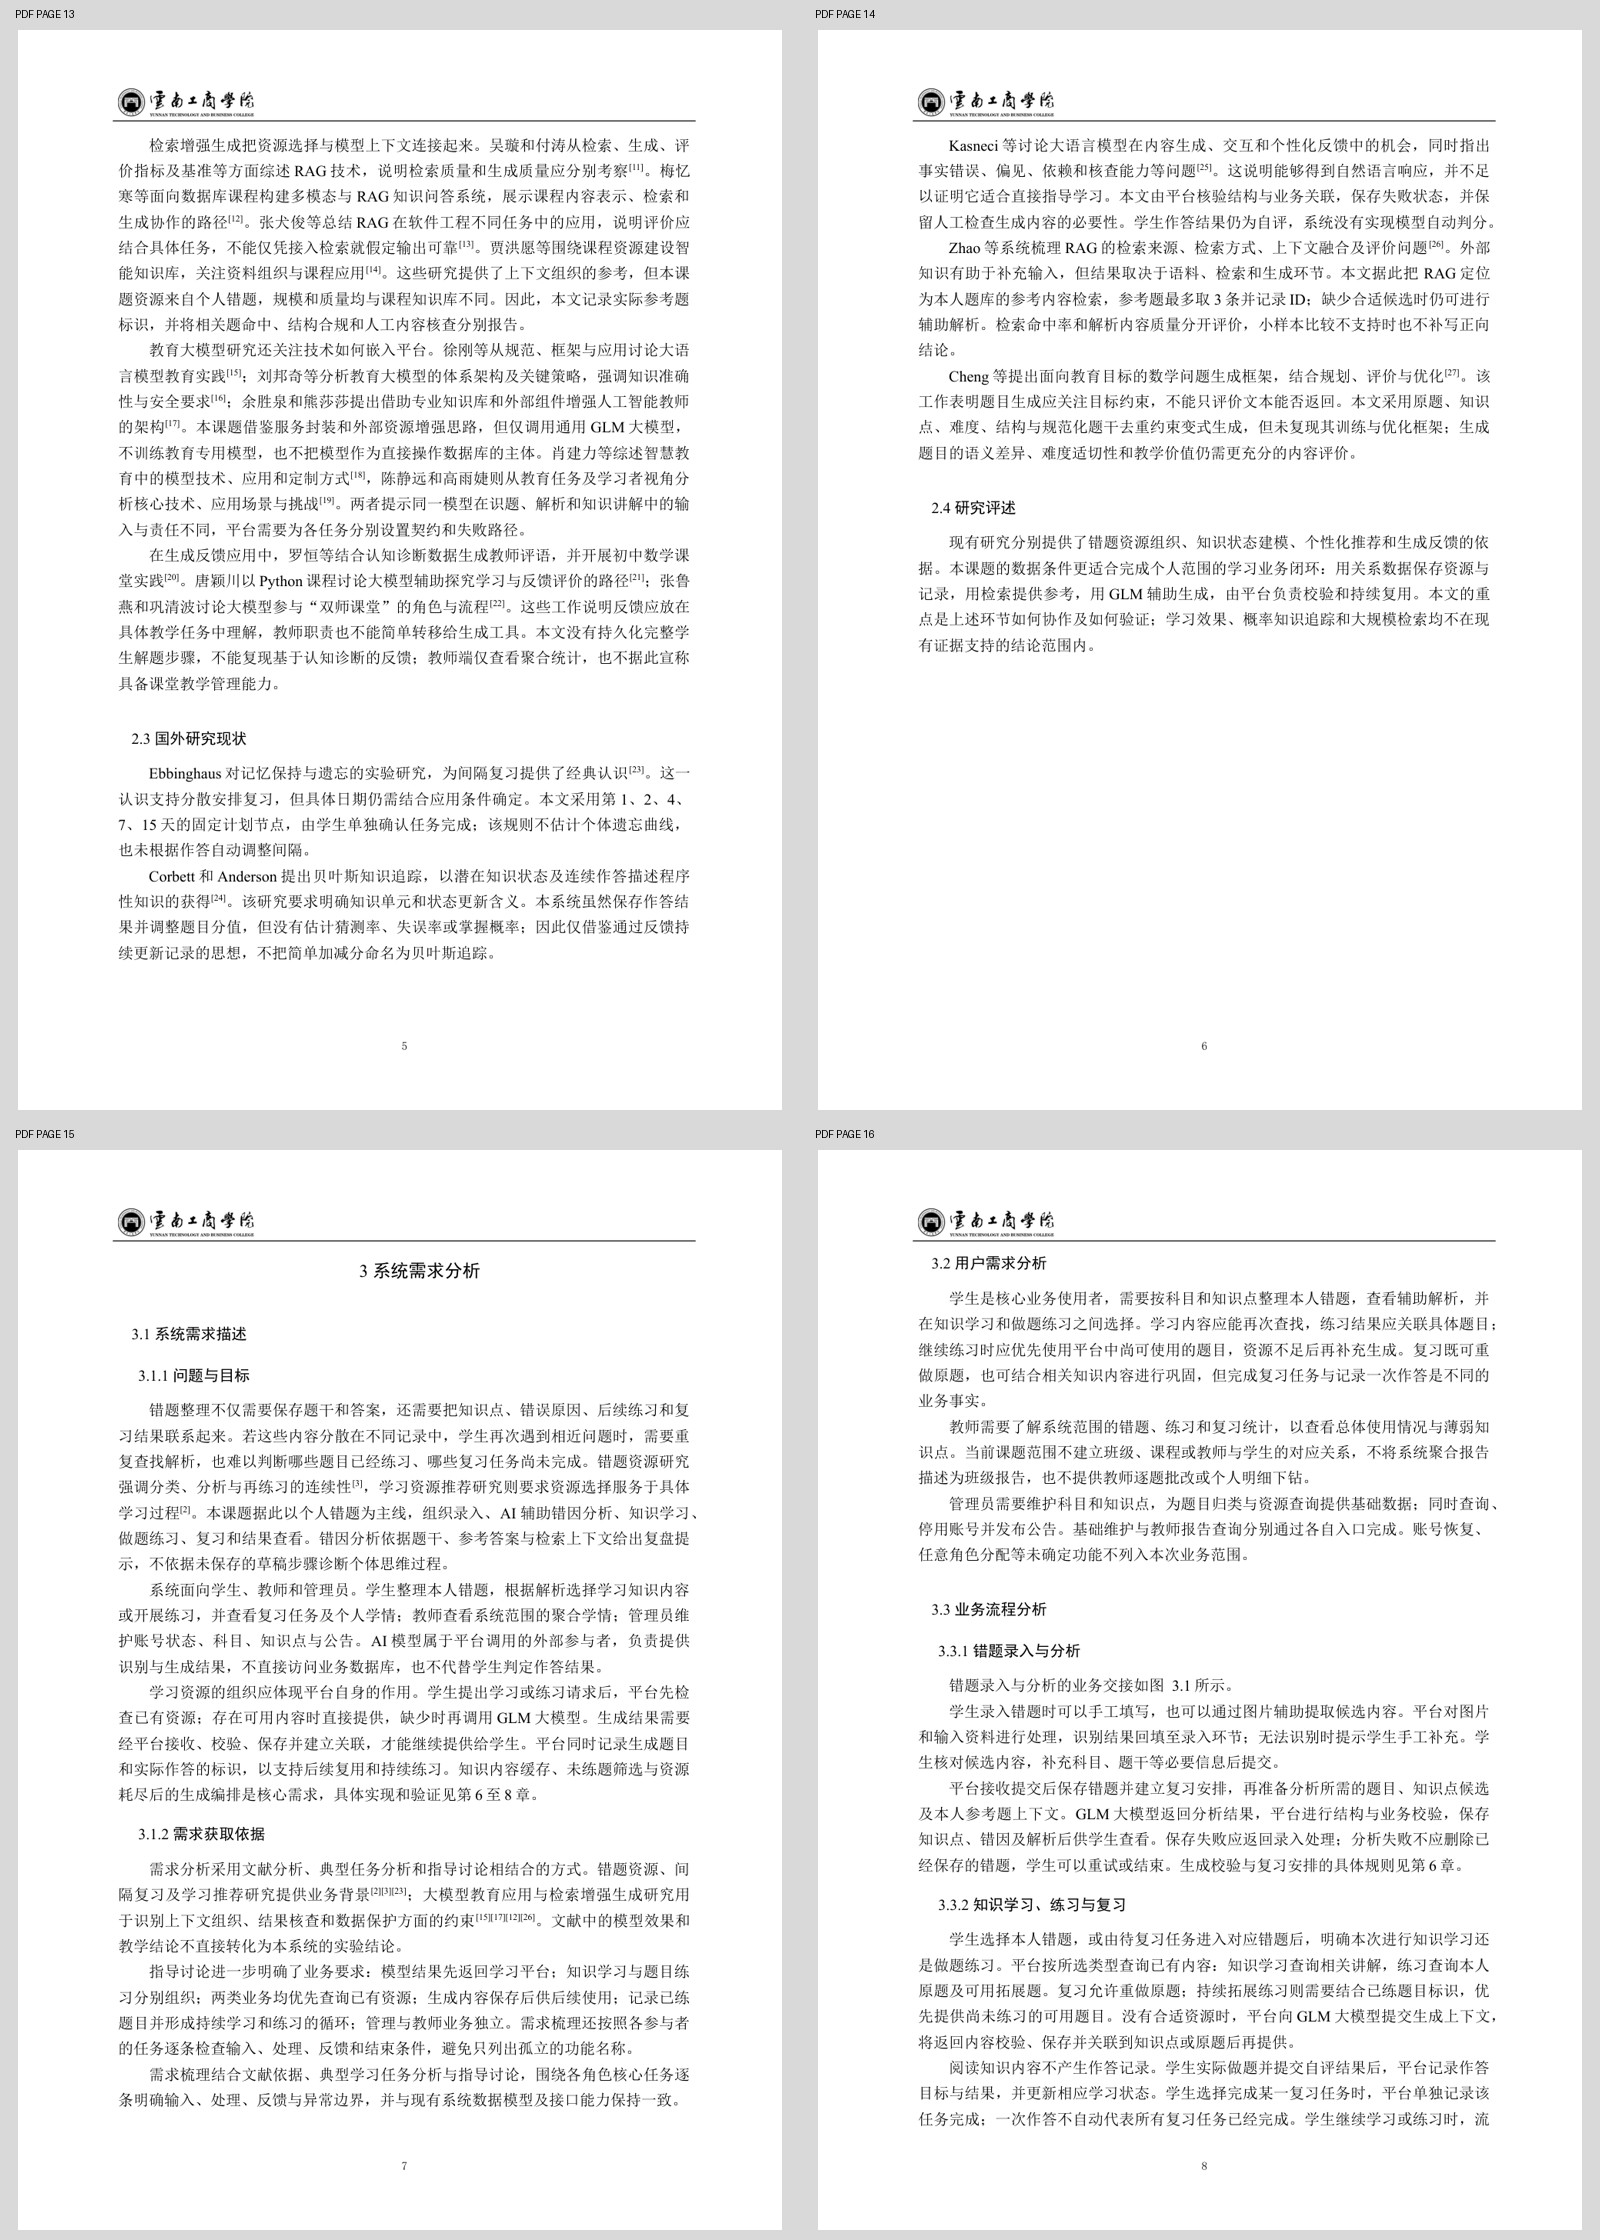 PDF PAGE 13
雲南工商學院
YUNNAN TECHNOLOGY AND BUSINESS COLLEGE
检索增强生成把资源选择与模型上下文连接起来。吴璇和付涛从检索、生成、评
价指标及基准等方面综述 RAG 技术，说明检索质量和生成质量应分别考察[11]。梅忆
寒等面向数据库课程构建多模态与 RAG 知识问答系统，展示课程内容表示、检索和
生成协作的路径[12]。张犬俊等总结 RAG 在软件工程不同任务中的应用，说明评价应
结合具体任务，不能仅凭接入检索就假定输出可靠[13]。贾洪愿等围绕课程资源建设智
能知识库，关注资料组织与课程应用[14]。这些研究提供了上下文组织的参考，但本课
题资源来自个人错题，规模和质量均与课程知识库不同。因此，本文记录实际参考题
标识，并将相关题命中、结构合规和人工内容核查分别报告。
教育大模型研究还关注技术如何嵌入平台。徐刚等从规范、框架与应用讨论大语
言模型教育实践[15]；刘邦奇等分析教育大模型的体系架构及关键策略，强调知识准确
性与安全要求[16]；余胜泉和熊莎莎提出借助专业知识库和外部组件增强人工智能教师
的架构[17]。本课题借鉴服务封装和外部资源增强思路，但仅调用通用 GLM 大模型，
不训练教育专用模型，也不把模型作为直接操作数据库的主体。肖建力等综述智慧教
育中的模型技术、应用和定制方式[18]，陈静远和高雨婕则从教育任务及学习者视角分
析核心技术、应用场景与挑战[19]。两者提示同一模型在识题、解析和知识讲解中的输
入与责任不同，平台需要为各任务分别设置契约和失败路径。
在生成反馈应用中，罗恒等结合认知诊断数据生成教师评语，并开展初中数学课
堂实践[20]。唐颖川以 Python 课程讨论大模型辅助探究学习与反馈评价的路径[21]；张鲁
燕和巩清波讨论大模型参与“双师课堂”的角色与流程[22]。这些工作说明反馈应放在
具体教学任务中理解，教师职责也不能简单转移给生成工具。本文没有持久化完整学
生解题步骤，不能复现基于认知诊断的反馈；教师端仅查看聚合统计，也不据此宣称
具备课堂教学管理能力。
2.3 国外研究现状
Ebbinghaus 对记忆保持与遗忘的实验研究，为间隔复习提供了经典认识[23]。这一
认识支持分散安排复习，但具体日期仍需结合应用条件确定。本文采用第 1、2、4、
7、15 天的固定计划节点，由学生单独确认任务完成；该规则不估计个体遗忘曲线，
也未根据作答自动调整间隔。
Corbett 和 Anderson 提出贝叶斯知识追踪，以潜在知识状态及连续作答描述程序
性知识的获得[24]。该研究要求明确知识单元和状态更新含义。本系统虽然保存作答结
果并调整题目分值，但没有估计猜测率、失误率或掌握概率；因此仅借鉴通过反馈持
续更新记录的思想，不把简单加减分命名为贝叶斯追踪。
5
PDF PAGE 14
雲南工商學院
YUNNAN TECHNOLOGY AND BUSINESS COLLEGE
Kasneci 等讨论大语言模型在内容生成、交互和个性化反馈中的机会，同时指出
事实错误、偏见、依赖和核查能力等问题[25]。这说明能够得到自然语言响应，并不足
以证明它适合直接指导学习。本文由平台核验结构与业务关联，保存失败状态，并保
留人工检查生成内容的必要性。学生作答结果仍为自评，系统没有实现模型自动判分。
Zhao 等系统梳理 RAG 的检索来源、检索方式、上下文融合及评价问题[26]。外部
知识有助于补充输入，但结果取决于语料、检索和生成环节。本文据此把 RAG 定位
为本人题库的参考内容检索，参考题最多取 3 条并记录 ID；缺少合适候选时仍可进行
辅助解析。检索命中率和解析内容质量分开评价，小样本比较不支持时也不补写正向
结论。
Cheng 等提出面向教育目标的数学问题生成框架，结合规划、评价与优化[27]。该
工作表明题目生成应关注目标约束，不能只评价文本能否返回。本文采用原题、知识
点、难度、结构与规范化题干去重约束变式生成，但未复现其训练与优化框架；生成
题目的语义差异、难度适切性和教学价值仍需更充分的内容评价。
2.4 研究评述
现有研究分别提供了错题资源组织、知识状态建模、个性化推荐和生成反馈的依
据。本课题的数据条件更适合完成个人范围的学习业务闭环：用关系数据保存资源与
记录，用检索提供参考，用 GLM 辅助生成，由平台负责校验和持续复用。本文的重
点是上述环节如何协作及如何验证；学习效果、概率知识追踪和大规模检索均不在现
有证据支持的结论范围内。
6
PDF PAGE 15
雲南工商學院
YUNNAN TECHNOLOGY AND BUSINESS COLLEGE
3 系统需求分析
3.1 系统需求描述
3.1.1 问题与目标
错题整理不仅需要保存题干和答案，还需要把知识点、错误原因、后续练习和复
习结果联系起来。若这些内容分散在不同记录中，学生再次遇到相近问题时，需要重
复查找解析，也难以判断哪些题目已经练习、哪些复习任务尚未完成。错题资源研究
强调分类、分析与再练习的连续性[3]，学习资源推荐研究则要求资源选择服务于具体
学习过程[2]。本课题据此以个人错题为主线，组织录入、AI 辅助错因分析、知识学习、
做题练习、复习和结果查看。错因分析依据题干、参考答案与检索上下文给出复盘提
示，不依据未保存的草稿步骤诊断个体思维过程。
系统面向学生、教师和管理员。学生整理本人错题，根据解析选择学习知识内容
或开展练习，并查看复习任务及个人学情；教师查看系统范围的聚合学情；管理员维
护账号状态、科目、知识点与公告。AI 模型属于平台调用的外部参与者，负责提供
识别与生成结果，不直接访问业务数据库，也不代替学生判定作答结果。
学习资源的组织应体现平台自身的作用。学生提出学习或练习请求后，平台先检
查已有资源；存在可用内容时直接提供，缺少时再调用 GLM 大模型。生成结果需要
经平台接收、校验、保存并建立关联，才能继续提供给学生。平台同时记录生成题目
和实际作答的标识，以支持后续复用和持续练习。知识内容缓存、未练题筛选与资源
耗尽后的生成编排是核心需求，具体实现和验证见第 6 至 8 章。
3.1.2 需求获取依据
需求分析采用文献分析、典型任务分析和指导讨论相结合的方式。错题资源、间
隔复习及学习推荐研究提供业务背景[2][3][23]；大模型教育应用与检索增强生成研究用
于识别上下文组织、结果核查和数据保护方面的约束[15][17][12][26]。文献中的模型效果和
教学结论不直接转化为本系统的实验结论。
指导讨论进一步明确了业务要求：模型结果先返回学习平台；知识学习与题目练
习分别组织；两类业务均优先查询已有资源；生成内容保存后供后续使用；记录已练
题目并形成持续学习和练习的循环；管理与教师业务独立。需求梳理还按照各参与者
的任务逐条检查输入、处理、反馈和结束条件，避免只列出孤立的功能名称。
需求梳理结合文献依据、典型学习任务分析与指导讨论，围绕各角色核心任务逐
条明确输入、处理、反馈与异常边界，并与现有系统数据模型及接口能力保持一致。
7
PDF PAGE 16
雲南工商學院
YUNNAN TECHNOLOGY AND BUSINESS COLLEGE
3.2 用户需求分析
学生是核心业务使用者，需要按科目和知识点整理本人错题，查看辅助解析，并
在知识学习和做题练习之间选择。学习内容应能再次查找，练习结果应关联具体题目；
继续练习时应优先使用平台中尚可使用的题目，资源不足后再补充生成。复习既可重
做原题，也可结合相关知识内容进行巩固，但完成复习任务与记录一次作答是不同的
业务事实。
教师需要了解系统范围的错题、练习和复习统计，以查看总体使用情况与薄弱知
识点。当前课题范围不建立班级、课程或教师与学生的对应关系，不将系统聚合报告
描述为班级报告，也不提供教师逐题批改或个人明细下钻。
管理员需要维护科目和知识点，为题目归类与资源查询提供基础数据；同时查询、
停用账号并发布公告。基础维护与教师报告查询分别通过各自入口完成。账号恢复、
任意角色分配等未确定功能不列入本次业务范围。
3.3 业务流程分析
3.3.1 错题录入与分析
错题录入与分析的业务交接如图 3.1 所示。
学生录入错题时可以手工填写，也可以通过图片辅助提取候选内容。平台对图片
和输入资料进行处理，识别结果回填至录入环节；无法识别时提示学生手工补充。学
生核对候选内容，补充科目、题干等必要信息后提交。
平台接收提交后保存错题并建立复习安排，再准备分析所需的题目、知识点候选
及本人参考题上下文。GLM 大模型返回分析结果，平台进行结构与业务校验，保存
知识点、错因及解析后供学生查看。保存失败应返回录入处理；分析失败不应删除已
经保存的错题，学生可以重试或结束。生成校验与复习安排的具体规则见第 6 章。
3.3.2 知识学习、练习与复习
学生选择本人错题，或由待复习任务进入对应错题后，明确本次进行知识学习还
是做题练习。平台按所选类型查询已有内容：知识学习查询相关讲解，练习查询本人
原题及可用拓展题。复习允许重做原题；持续拓展练习则需要结合已练题目标识，优
先提供尚未练习的可用题目。没有合适资源时，平台向 GLM 大模型提交生成上下文，
将返回内容校验、保存并关联到知识点或原题后再提供。
阅读知识内容不产生作答记录。学生实际做题并提交自评结果后，平台记录作答
目标与结果，并更新相应学习状态。学生选择完成某一复习任务时，平台单独记录该
任务完成；一次作答不自动代表所有复习任务已经完成。学生继续学习或练习时，流
8